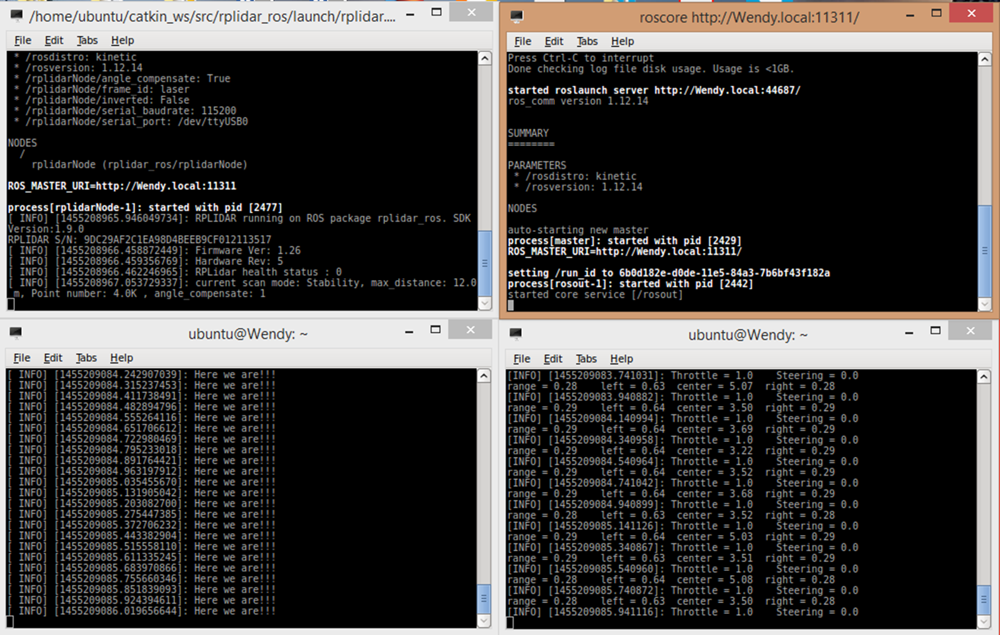 /home/ubuntu/catkin_ws/src/rplidar_ros/launch/rplidar....
File Edit Tabs Help
* /rosdistro: kinetic
* /rosversion: 1.12.14
* /rplidarNode/angle_compensate: True
* /rplidarNode/frame_id: laser
* /rplidarNode/inverted: False
* /rplidarNode/serial_baudrate: 115200
* /rplidarNode/serial_port: /dev/ttyUSB0
NODES
/
rplidarNode (rplidar_ros/rplidarNode)
ROS_MASTER_URI=http://Wendy.local:11311
process[rplidarNode-1]: started with pid [2477]
[ INFO] [1455208965.946049734]: RPLIDAR running on ROS package rplidar_ros. SDK
Version:1.9.0
RPLIDAR S/N: 9DC29AF2C1EA98D4BEEB9CF012113517
[ INFO] [1455208966.458872449]: Firmware Ver: 1.26
[ INFO] [1455208966.459356769]: Hardware Rev: 5
[ INFO] [1455208966.462246965]: RPLidar health status : 0
[ INFO] [1455208967.053729337]: current scan mode: Stability, max_distance: 12.0
m, Point number: 4.0K , angle_compensate: 1
roscore http://Wendy.local:11311/
File Edit Tabs Help
Press Ctrl-C to interrupt
Done checking log file disk usage. Usage is <1GB.
started roslaunch server http://Wendy.local:44687/
ros_comm version 1.12.14
SUMMARY
========
PARAMETERS
* /rosdistro: kinetic
* /rosversion: 1.12.14
NODES
auto-starting new master
process[master]: started with pid [2429]
ROS_MASTER_URI=http://Wendy.local:11311/
setting /run_id to 6b0d182e-d0de-11e5-84a3-7b6bf43f182a
process[rosout-1]: started with pid [2442]
started core service [/rosout]
ubuntu@Wendy: ~
File Edit Tabs Help
[ INFO] [1455209084.242907039]: Here we are!!!
[ INFO] [1455209084.315237453]: Here we are!!!
[ INFO] [1455209084.411738491]: Here we are!!!
[ INFO] [1455209084.482894796]: Here we are!!!
[ INFO] [1455209084.555264116]: Here we are!!!
[ INFO] [1455209084.651706612]: Here we are!!!
[ INFO] [1455209084.722980469]: Here we are!!!
[ INFO] [1455209084.795233018]: Here we are!!!
[ INFO] [1455209084.891764421]: Here we are!!!
[ INFO] [1455209084.963197912]: Here we are!!!
[ INFO] [1455209085.035455670]: Here we are!!!
[ INFO] [1455209085.131905042]: Here we are!!!
[ INFO] [1455209085.203082700]: Here we are!!!
[ INFO] [1455209085.275447385]: Here we are!!!
[ INFO] [1455209085.372706232]: Here we are!!!
[ INFO] [1455209085.443382904]: Here we are!!!
[ INFO] [1455209085.515558110]: Here we are!!!
[ INFO] [1455209085.611335245]: Here we are!!!
[ INFO] [1455209085.683970866]: Here we are!!!
[ INFO] [1455209085.755660346]: Here we are!!!
[ INFO] [1455209085.851839093]: Here we are!!!
[ INFO] [1455209085.924394611]: Here we are!!!
[ INFO] [1455209086.019656644]: Here we are!!!
ubuntu@Wendy: ~
File Edit Tabs Help
[INFO] [1455209083.741031]: Throttle = 1.0 Steering = 0.0
range = 0.28 left = 0.63 center = 5.07 right = 0.28
[INFO] [1455209083.940882]: Throttle = 1.0 Steering = 0.0
range = 0.29 left = 0.64 center = 3.50 right = 0.29
[INFO] [1455209084.140994]: Throttle = 1.0 Steering = 0.0
range = 0.29 left = 0.64 center = 3.69 right = 0.29
[INFO] [1455209084.340958]: Throttle = 1.0 Steering = 0.0
range = 0.29 left = 0.64 center = 3.22 right = 0.29
[INFO] [1455209084.540964]: Throttle = 1.0 Steering = 0.0
range = 0.29 left = 0.64 center = 3.52 right = 0.29
[INFO] [1455209084.741042]: Throttle = 1.0 Steering = 0.0
range = 0.29 left = 0.64 center = 3.68 right = 0.29
[INFO] [1455209084.940899]: Throttle = 1.0 Steering = 0.0
range = 0.28 left = 0.63 center = 3.52 right = 0.28
[INFO] [1455209085.141126]: Throttle = 1.0 Steering = 0.0
range = 0.29 left = 0.64 center = 5.03 right = 0.29
[INFO] [1455209085.340867]: Throttle = 1.0 Steering = 0.0
range = 0.29 left = 0.63 center = 3.51 right = 0.29
[INFO] [1455209085.540960]: Throttle = 1.0 Steering = 0.0
range = 0.28 left = 0.63 center = 5.08 right = 0.28
[INFO] [1455209085.740872]: Throttle = 1.0 Steering = 0.0
range = 0.28 left = 0.63 center = 3.50 right = 0.28
[INFO] [1455209085.941116]: Throttle = 1.0 Steering = 0.0